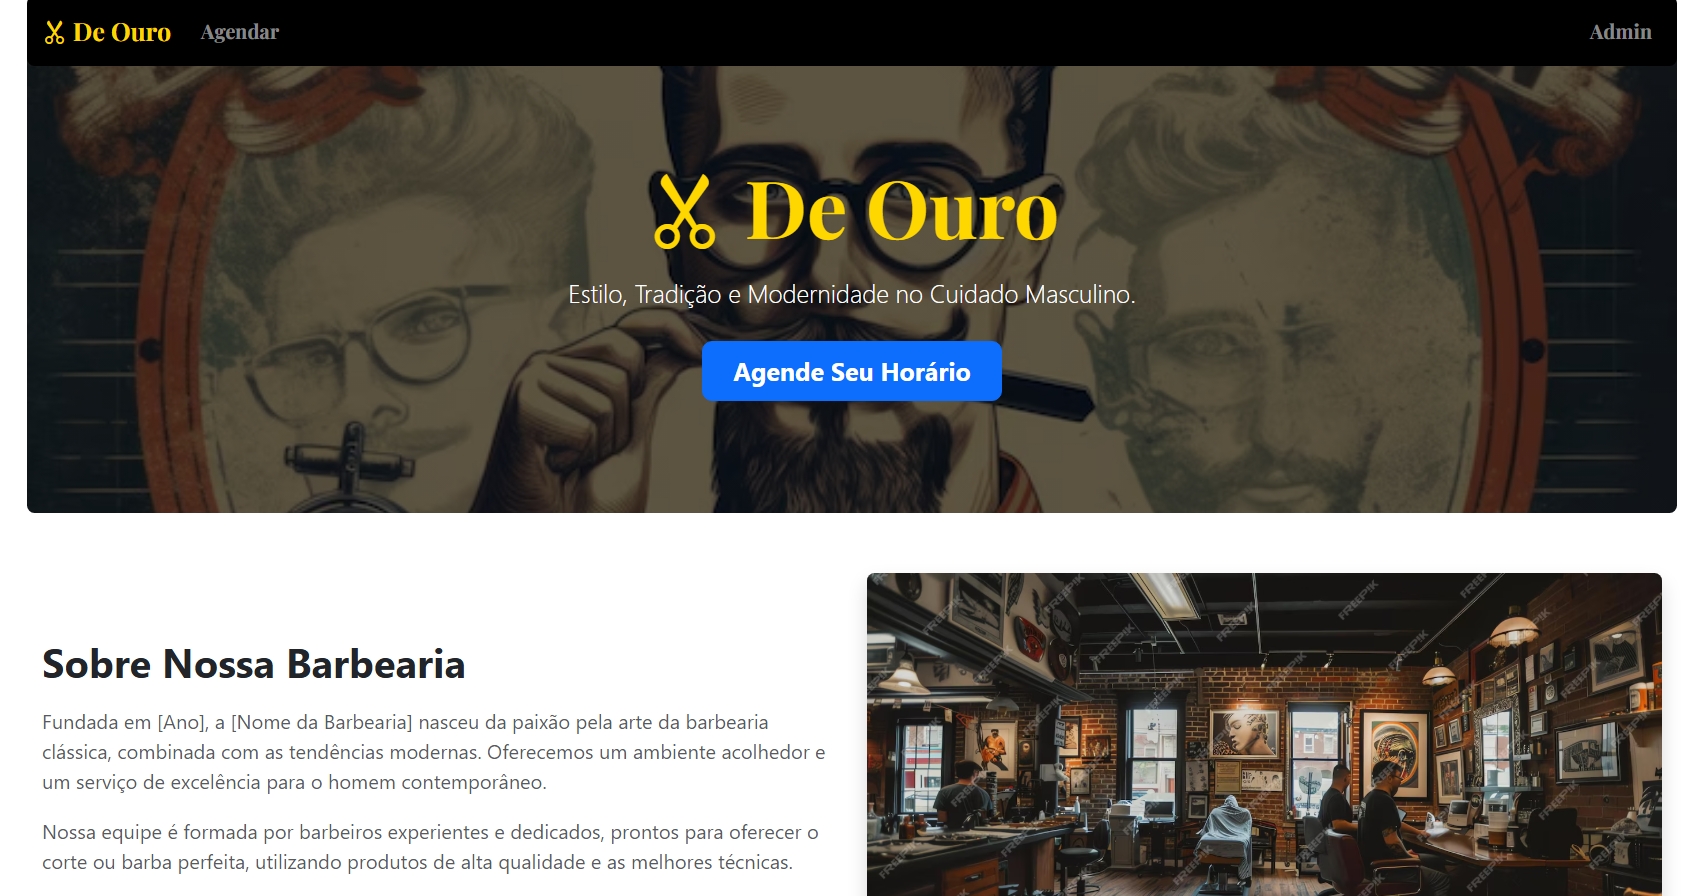 De Ouro Agendar Admin
De Ouro
Estilo, Tradição e Modernidade no Cuidado Masculino.
Agende Seu Horário
Sobre Nossa Barbearia
Fundada em [Ano], a [Nome da Barbearia] nasceu da paixão pela arte da barbearia
clássica, combinada com as tendências modernas. Oferecemos um ambiente acolhedor e
um serviço de excelência para o homem contemporâneo.
Nossa equipe é formada por barbeiros experientes e dedicados, prontos para oferecer o
corte ou barba perfeita, utilizando produtos de alta qualidade e as melhores técnicas.
FREEPIK